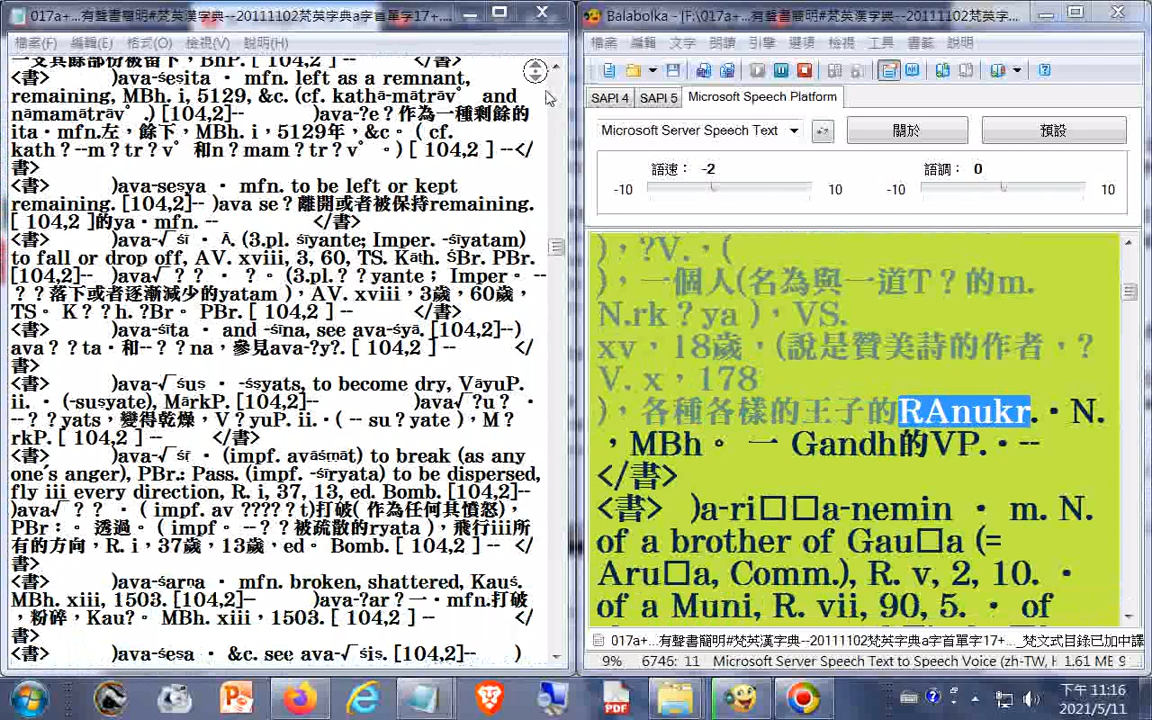 017a+...有聲書簡明#梵英漢字典--20111102梵英字典a字首單字17+...
檔案(F) 編輯(E) 格式(O) 檢視(V) 說明(H)
一支其餘部份被留下，BhP. [ 104,2 ] </書>
<書> )ava-śeṣita • mfn. left as a remnant,
remaining, MBh. i, 5129, &c. (cf. kathā-mātrāv° and
nāmamātrāv°.) [104,2] )ava-?e？作為一種剩餘的
ita • mfn.左，餘下，MBh. i，5129年，&c。( cf.
kath？--m？tr？v° 和n？mam？tr？v° 。) [ 104,2 ] --</
書>
<書> )ava-seṣya • mfn. to be left or kept
remaining. [104,2]-- )ava se？離開或者被保持remaining.
[ 104,2 ]的ya • mfn. -- </書>
<書> )ava-√śī • Ā. (3.pl. śīyante; Imper. -śīyatam)
to fall or drop off, AV. xviii, 3, 60, TS. Kāṭh. ŚBr. PBr.
[104,2]-- )ava√？？ • ？。 (3.pl.？？yante； Imper。 --
？？落下或者逐漸減少的yatam )，AV. xviii，3歲，60歲，
TS。 K？？h. ?Br。 PBr. [ 104,2 ] </書>
<書> )ava-śīta • and -śīna, see ava-śyā. [104,2]--)
ava？？ta • 和--？？na，參見ava-?y?. [ 104,2 ] </
書>
<書> )ava-√śuṣ • -śṣyats, to become dry, VāyuP.
ii. (-suṣyate), MārkP. [104,2]-- )ava√?u？ •
--？？yats，變得乾燥，V？yuP. ii. • ( -- su？yate )，M？
rkP. [ 104,2 ] </書>
<書> )ava-√śī • (impf. avāśmāt) to break (as any
one's anger), PBr.: Pass. (impf. -śīryata) to be dispersed,
fly iii every direction, R. i, 37, 13, ed. Bomb. [104,2]--
)ava√？？ • ( impf. av ?????t)打破( 作為任何其憤怒)，
PBr：。 透過。 ( impf。 --？？被疏散的ryata )，飛行iii所
有的方向，R. i，37歲，13歲，ed。 Bomb. [ 104,2 ] </
書>
<書> )ava-śarṇa • mfn. broken, shattered, Kauś.
MBh. xiii, 1503. [104,2]-- )ava-?ar？一 • mfn.打破
，粉碎，Kau?。 MBh. xiii，1503. [ 104,2 ] </
書>
<書> )ava-śeṣa • &c. see ava-√śiṣ. [104,2]-- )
Balabolka - [F:\017a+...有聲書簡明#梵英漢字典--20111102梵英字...
檔案 編輯 文字 朗讀 引擎 選項 檢視 工具 書籤 說明
SAPI 4 SAPI 5 Microsoft Speech Platform
Microsoft Server Speech Text 關於 預設
語速： -2 語調： 0
-10 10 -10 10
)，?V.，(
)，一個人(名為與一道T？的m.
N.rk？ya )，VS.
xv，18歲，(說是贊美詩的作者，?
V. x，178
)，各種各樣的王子的RAnukr.• N.
，MBh。 一 Gandh的VP.• --
</書>
<書> )a-ri□□a-nemin • m. N.
of a brother of Gau□a (=
Aru□a, Comm.), R. v, 2, 10. •
of a Muni, R. vii, 90, 5. • of
017a+...有聲書簡明#梵英漢字典--20111102梵英字典a字首單字17+..._梵文式目錄已加中譯
9% 6745: 11 Microsoft Server Speech Text to Speech Voice (zh-TW, H 1.61 MB 9
下午 11:16
2021/5/11